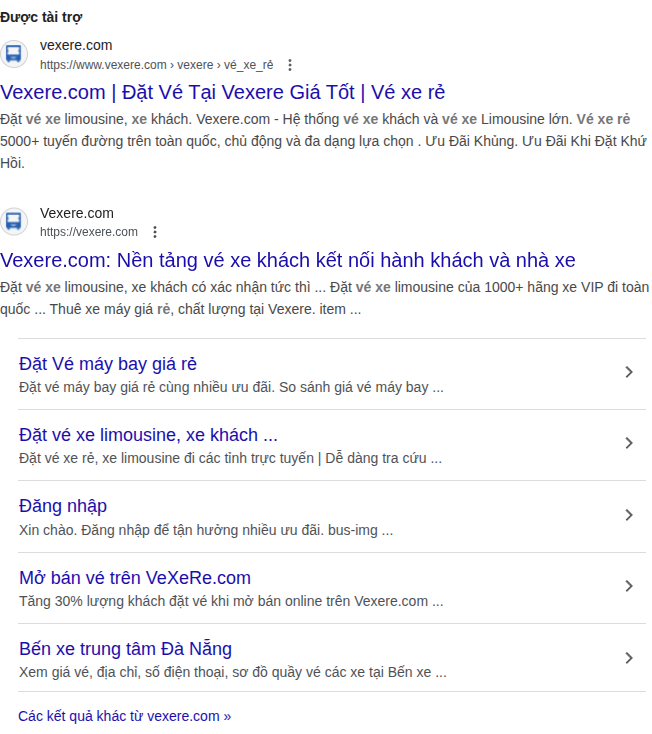 Được tài trợ
vexere.com
https://www.vexere.com › vexere › vé_xe_rẻ
Vexere.com | Đặt Vé Tại Vexere Giá Tốt | Vé xe rẻ
Đặt vé xe limousine, xe khách. Vexere.com - Hệ thống vé xe khách và vé xe Limousine lớn. Vé xe rẻ
5000+ tuyến đường trên toàn quốc, chủ động và đa dạng lựa chọn . Ưu Đãi Khủng. Ưu Đãi Khi Đặt Khứ
Hồi.
Vexere.com
https://vexere.com
Vexere.com: Nền tảng vé xe khách kết nối hành khách và nhà xe
Đặt vé xe limousine, xe khách có xác nhận tức thì ... Đặt vé xe limousine của 1000+ hãng xe VIP đi toàn
quốc ... Thuê xe máy giá rẻ, chất lượng tại Vexere. item ...
Đặt Vé máy bay giá rẻ
Đặt vé máy bay giá rẻ cùng nhiều ưu đãi. So sánh giá vé máy bay ...
Đặt vé xe limousine, xe khách ...
Đặt vé xe rẻ, xe limousine đi các tỉnh trực tuyến | Dễ dàng tra cứu ...
Đăng nhập
Xin chào. Đăng nhập để tận hưởng nhiều ưu đãi. bus-img ...
Mở bán vé trên VeXeRe.com
Tăng 30% lượng khách đặt vé khi mở bán online trên Vexere.com ...
Bến xe trung tâm Đà Nẵng
Xem giá vé, địa chỉ, số điện thoại, sơ đồ quầy vé các xe tại Bến xe ...
Các kết quả khác từ vexere.com »